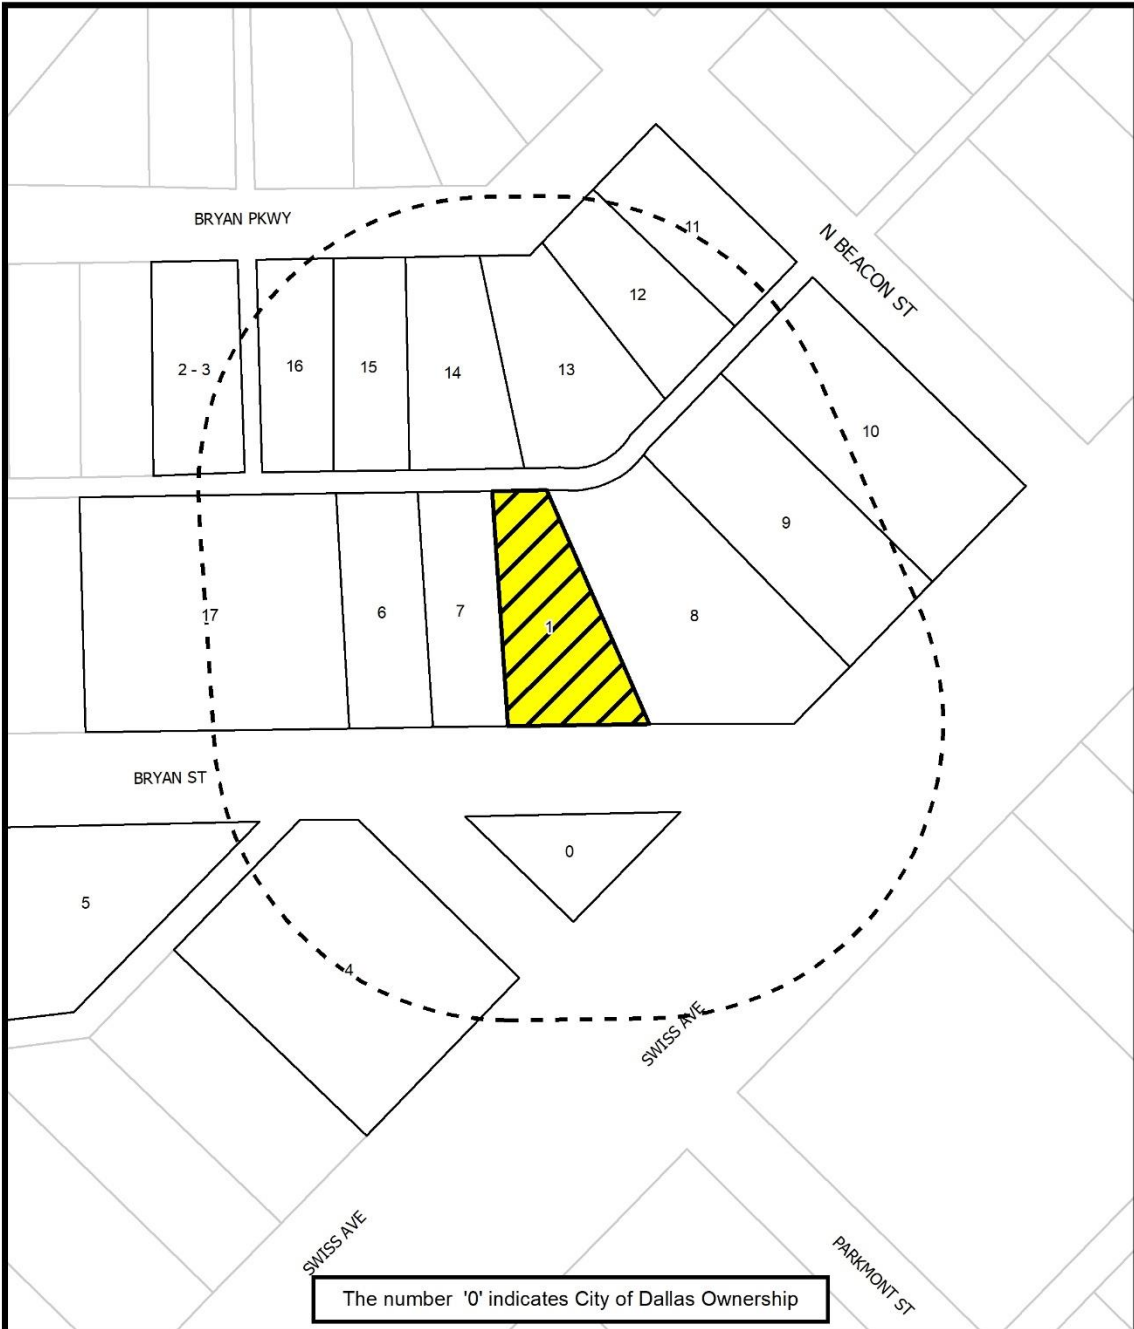 BRYAN PKWY
11
N BEACON ST
12
2 - 3
16
15
14
13
10
9
17
6
7
1
8
BRYAN ST
0
5
4
SWISS AVE
SWISS AVE
PARKMONT ST
The number '0' indicates City of Dallas Ownership